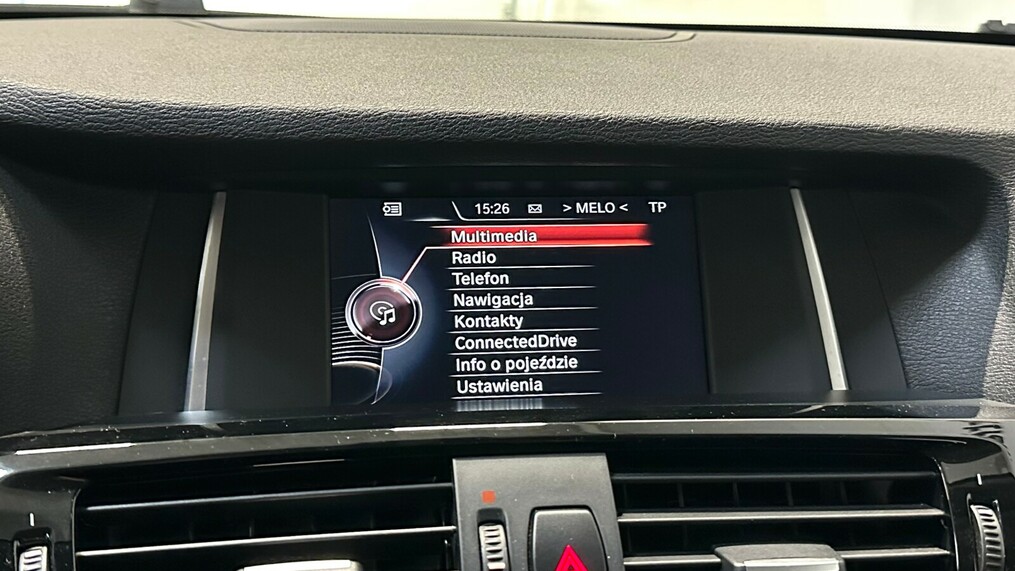 15:26 > MELO < TP
Multimedia
Radio
Telefon
Nawigacja
Kontakty
ConnectedDrive
Info o pojeździe
Ustawienia